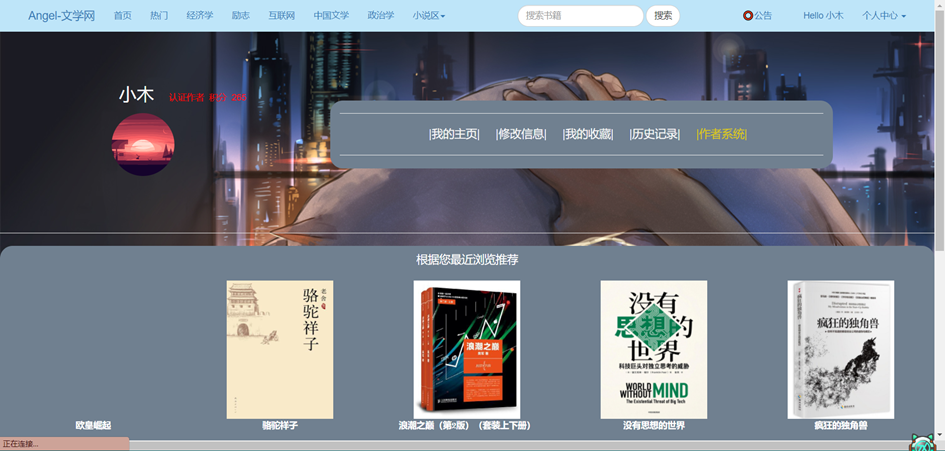 Angel-文学网 首页 热门 经济学 励志 互联网 中国文学 政治学 小说区 搜索书籍 搜索 公告 Hello 小木 个人中心
小木 认证作者 积分
|我的主页| |修改信息| |我的收藏| |历史记录| |作者系统|
根据您最近浏览推荐
老舍
骆驼祥子
浪潮之巅
没有
思想的
世界
科技巨头对独立思考的威胁
WORLD
WITHOUT MIND
The Existential Threat of Big Tech
疯狂的独角兽
欧皇崛起 骆驼祥子 浪潮之巅（第2版）（套装上下册） 没有思想的世界 疯狂的独角兽
正在连接...